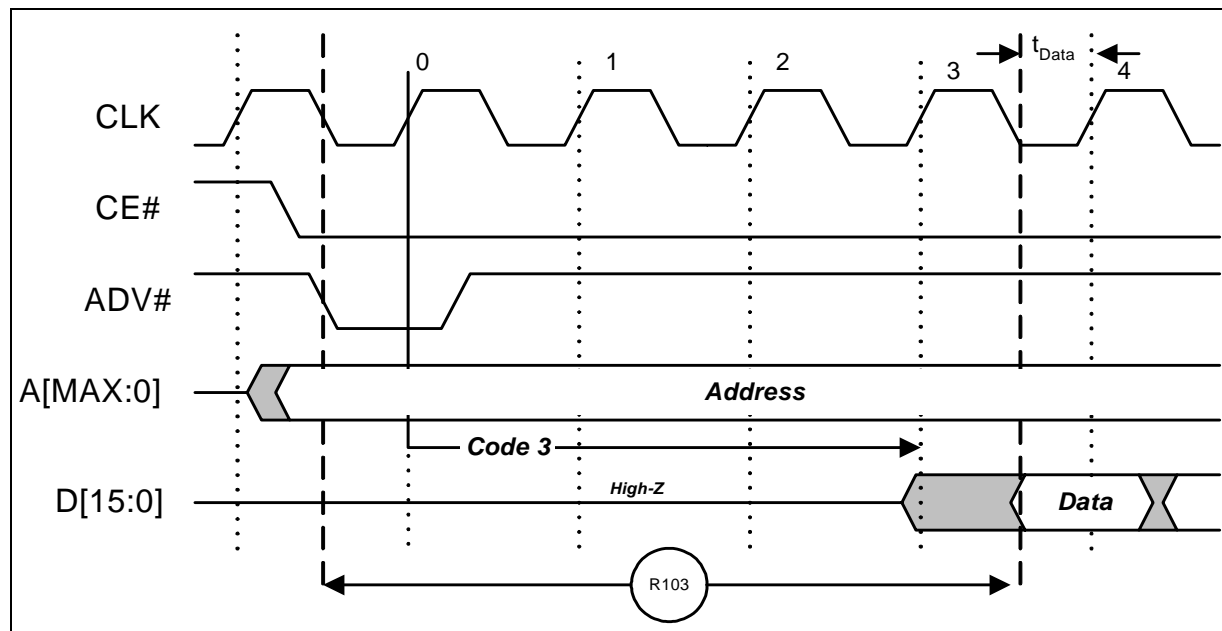 0 1 2 3 tData 4
CLK
CE#
ADV#
A[MAX:0] Address
Code 3
D[15:0] High-Z Data
R103